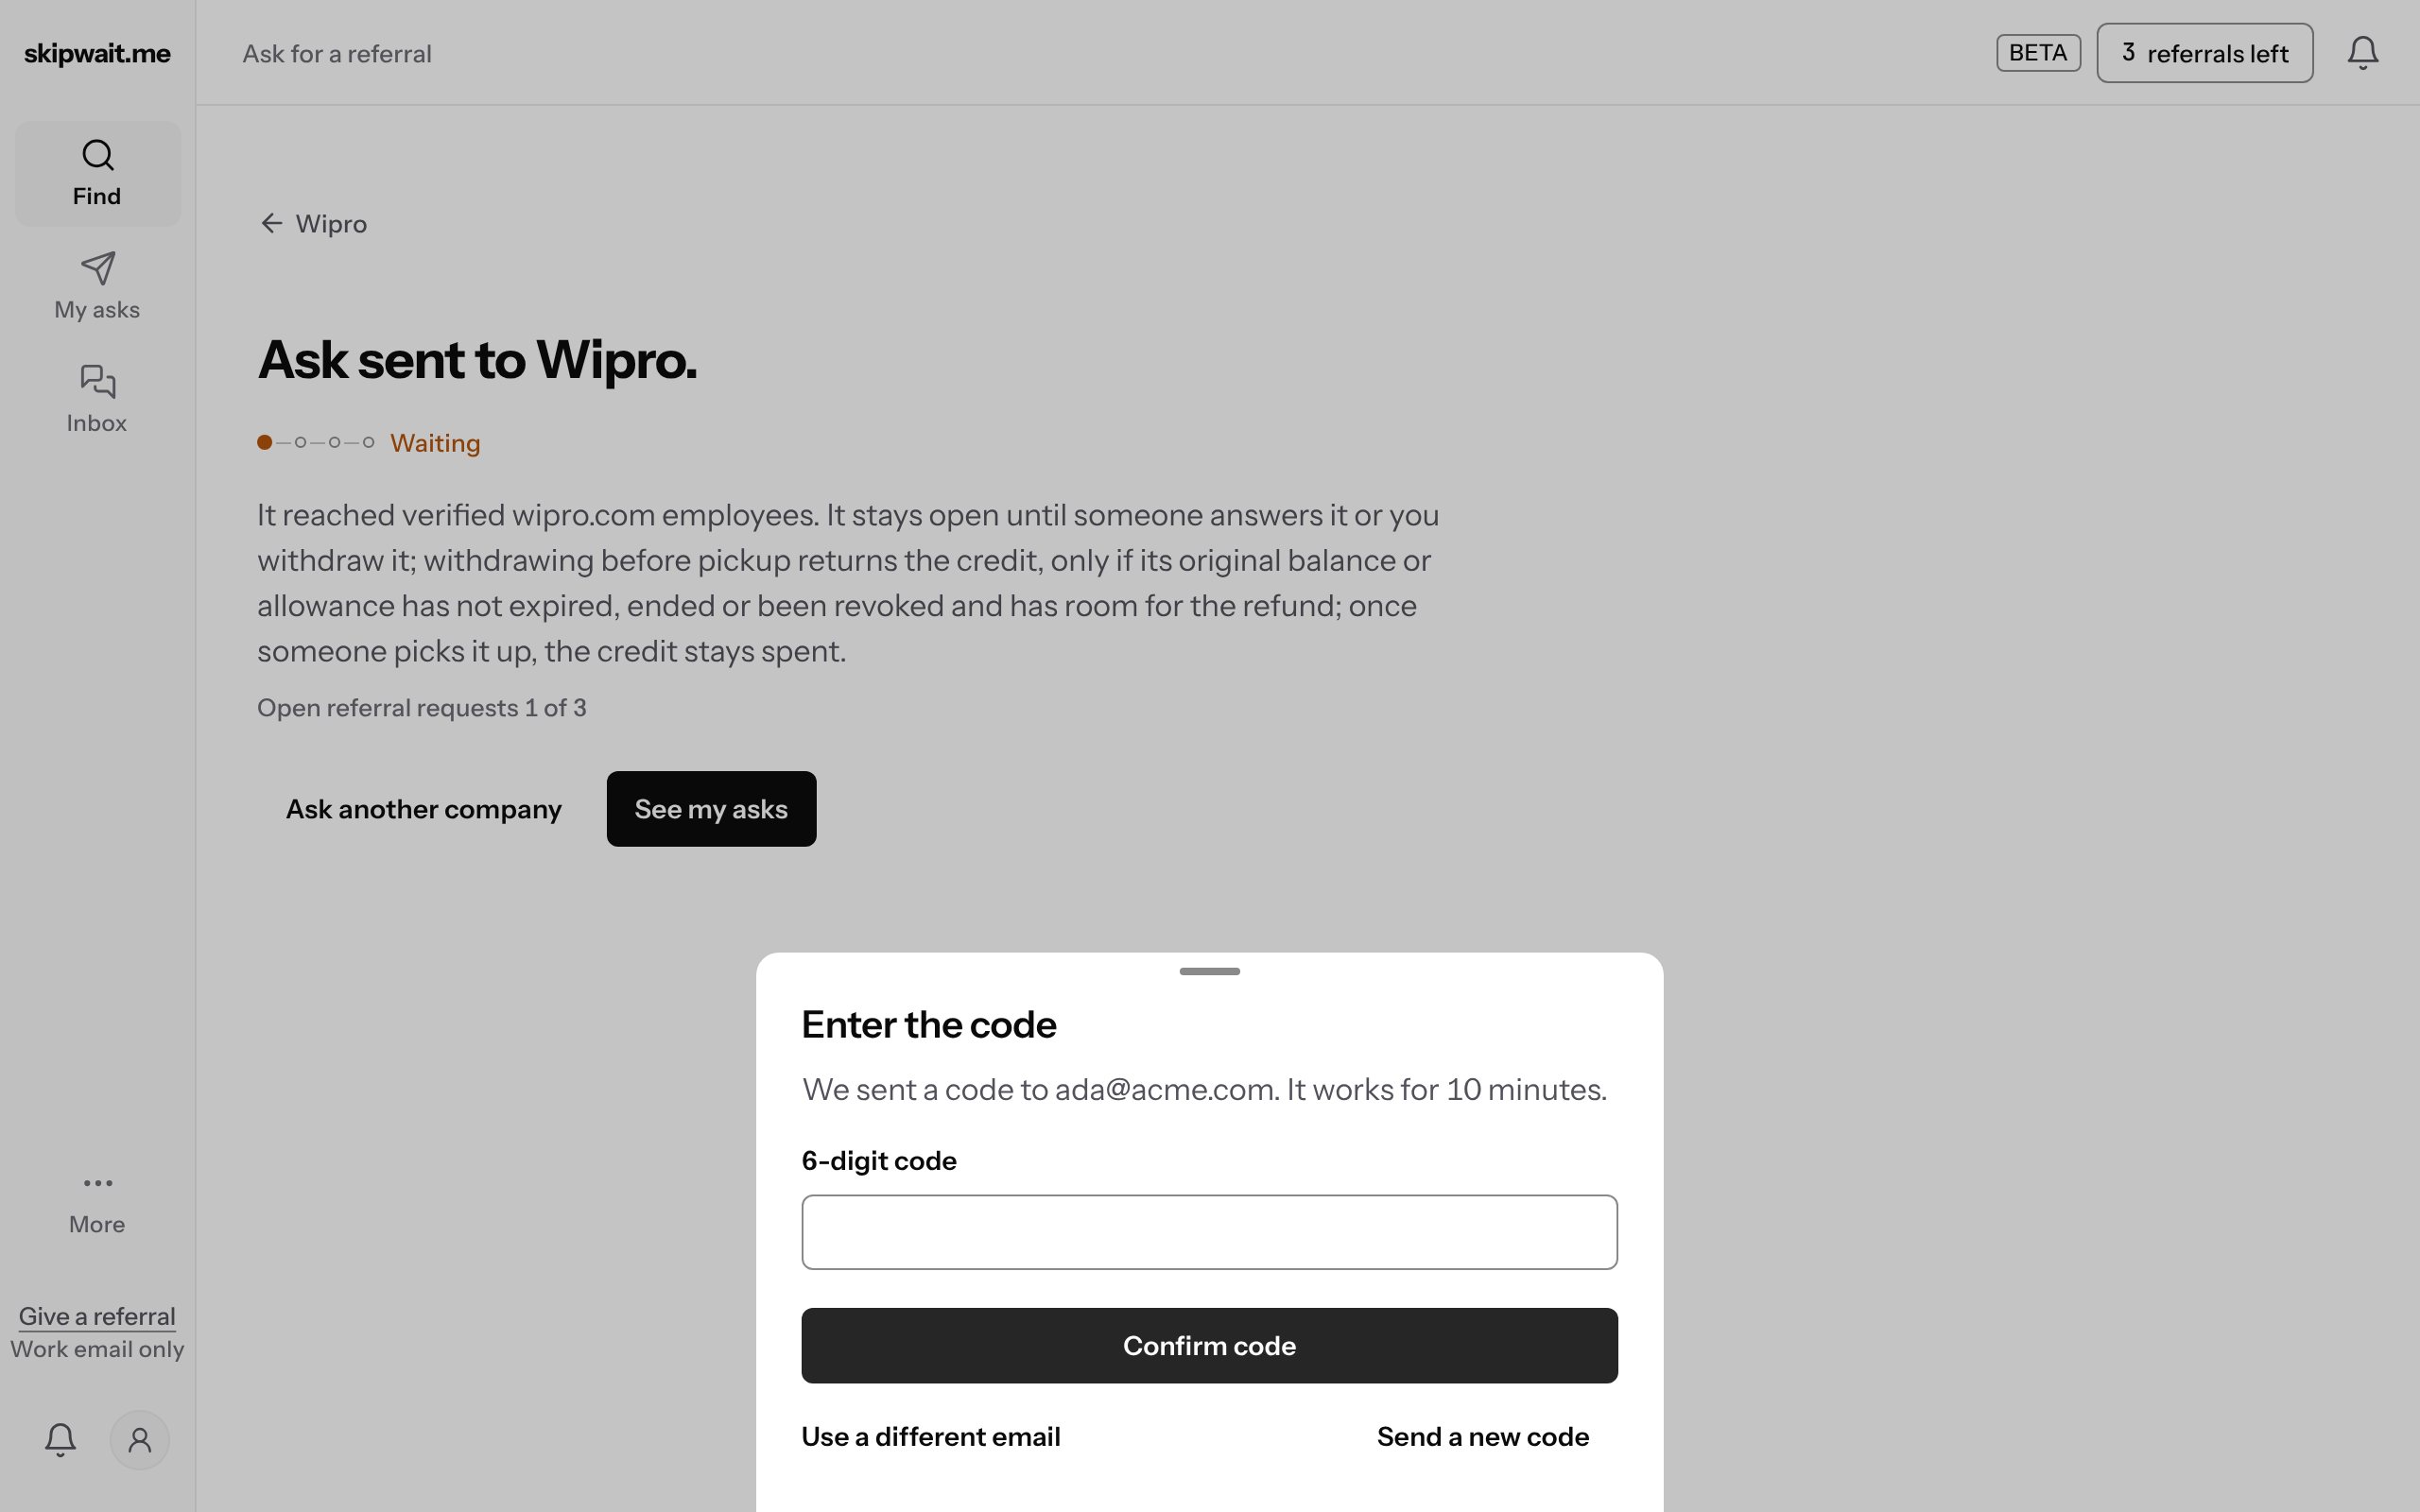 skipwait.me
Ask for a referral
BETA
3 referrals left
Find
My asks
Inbox
Wipro
Ask sent to Wipro.
Waiting
It reached verified wipro.com employees. It stays open until someone answers it or you
withdraw it; withdrawing before pickup returns the credit, only if its original balance or
allowance has not expired, ended or been revoked and has room for the refund; once
someone picks it up, the credit stays spent.
Open referral requests 1 of 3
Ask another company
See my asks
Enter the code
We sent a code to ada@acme.com. It works for 10 minutes.
6-digit code
Confirm code
Use a different email
Send a new code
More
Give a referral
Work email only